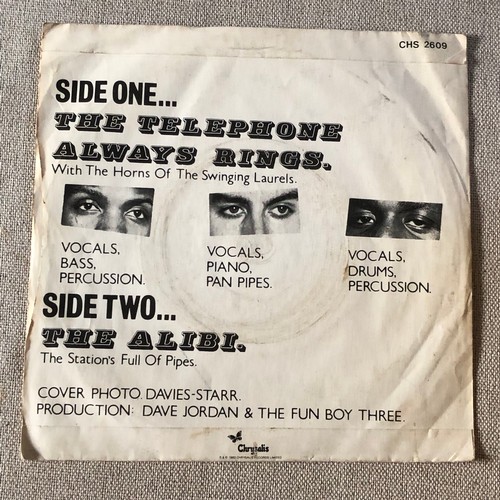 CHS 2609
SIDE ONE...
THE TELEPHONE
ALWAYS RINGS.
With The Horns Of The Swinging Laurels.
VOCALS,
BASS,
PERCUSSION.
VOCALS,
PIANO,
PAN PIPES.
VOCALS,
DRUMS,
PERCUSSION.
SIDE TWO...
THE ALIBI.
The Station's Full Of Pipes.
COVER PHOTO. DAVIES-STARR.
PRODUCTION: DAVE JORDAN & THE FUN BOY THREE.
Chrysalis